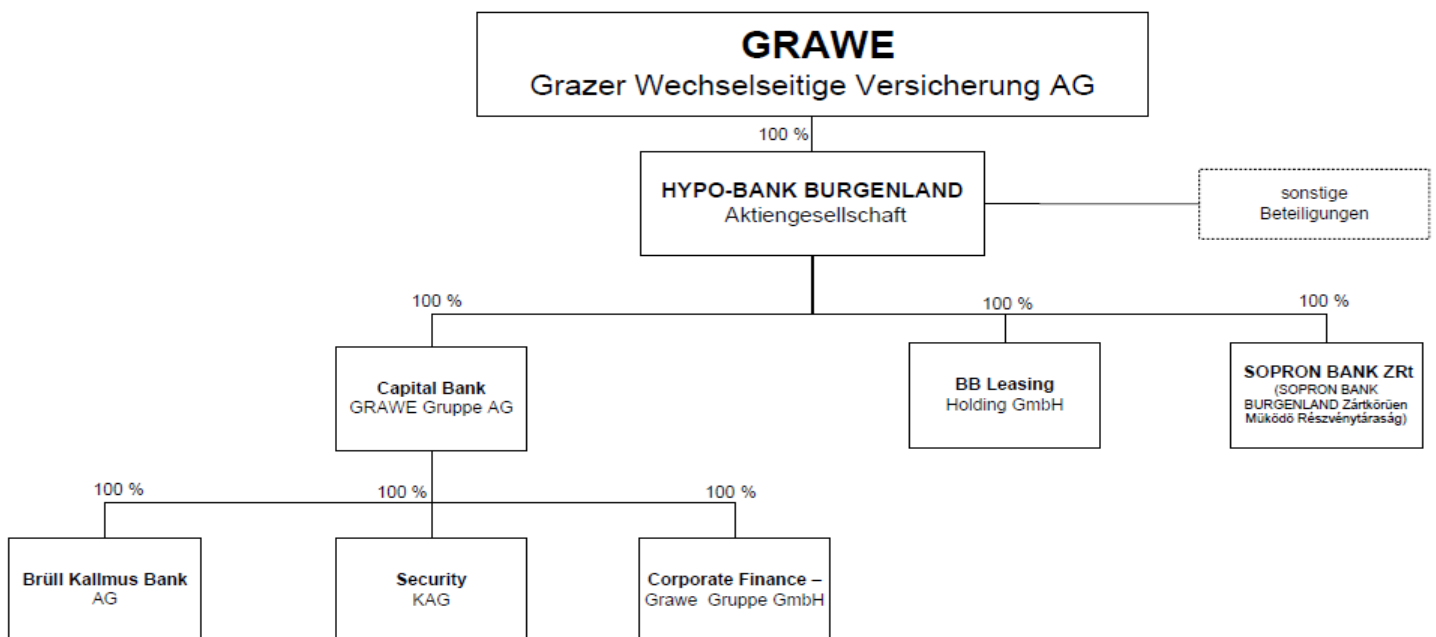 GRAWE
Grazer Wechselseitige Versicherung AG
100 %
HYPO-BANK BURGENLAND
Aktiengesellschaft
sonstige
Beteiligungen
100 %
100 %
100 %
Capital Bank
GRAWE Gruppe AG
BB Leasing
Holding GmbH
SOPRON BANK ZRt
(SOPRON BANK
BURGENLAND Zártkörüen
Müködö Részvénytáraság)
100 %
100 %
100 %
Brüll Kallmus Bank
AG
Security
KAG
Corporate Finance –
Grawe Gruppe GmbH